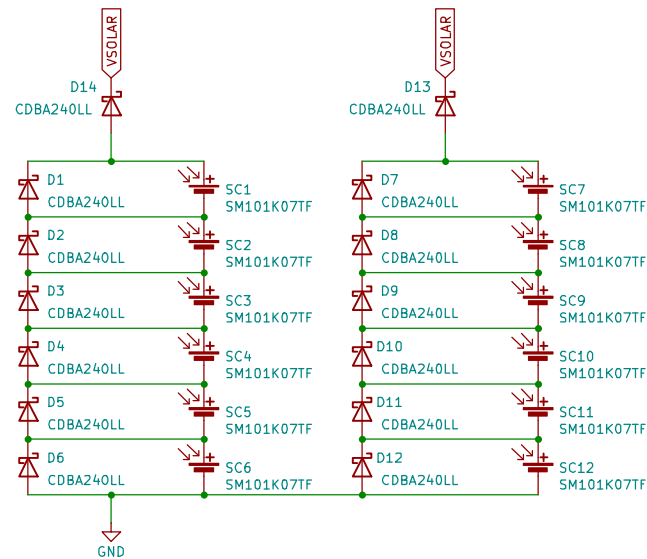 VSOLAR
VSOLAR
D14
CDBA240LL
D13
CDBA240LL
D1
CDBA240LL
SC1
SM101K07TF
D7
CDBA240LL
SC7
SM101K07TF
D2
CDBA240LL
SC2
SM101K07TF
D8
CDBA240LL
SC8
SM101K07TF
D3
CDBA240LL
SC3
SM101K07TF
D9
CDBA240LL
SC9
SM101K07TF
D4
CDBA240LL
SC4
SM101K07TF
D10
CDBA240LL
SC10
SM101K07TF
D5
CDBA240LL
SC5
SM101K07TF
D11
CDBA240LL
SC11
SM101K07TF
D6
CDBA240LL
SC6
SM101K07TF
D12
CDBA240LL
SC12
SM101K07TF
GND